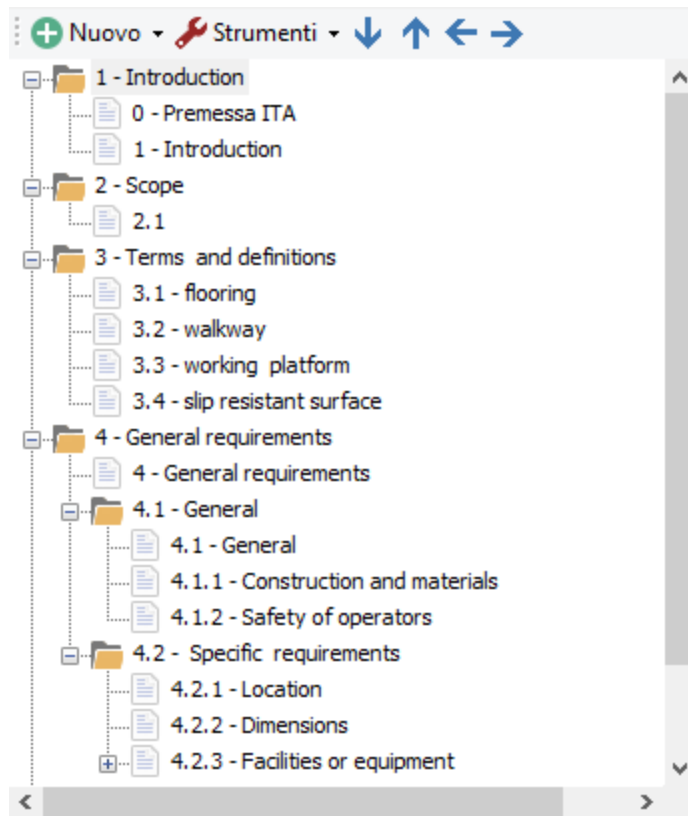 Nuovo Strumenti
1 - Introduction
0 - Premessa ITA
1 - Introduction
2 - Scope
2.1
3 - Terms and definitions
3.1 - flooring
3.2 - walkway
3.3 - working platform
3.4 - slip resistant surface
4 - General requirements
4 - General requirements
4.1 - General
4.1 - General
4.1.1 - Construction and materials
4.1.2 - Safety of operators
4.2 - Specific requirements
4.2.1 - Location
4.2.2 - Dimensions
4.2.3 - Facilities or equipment